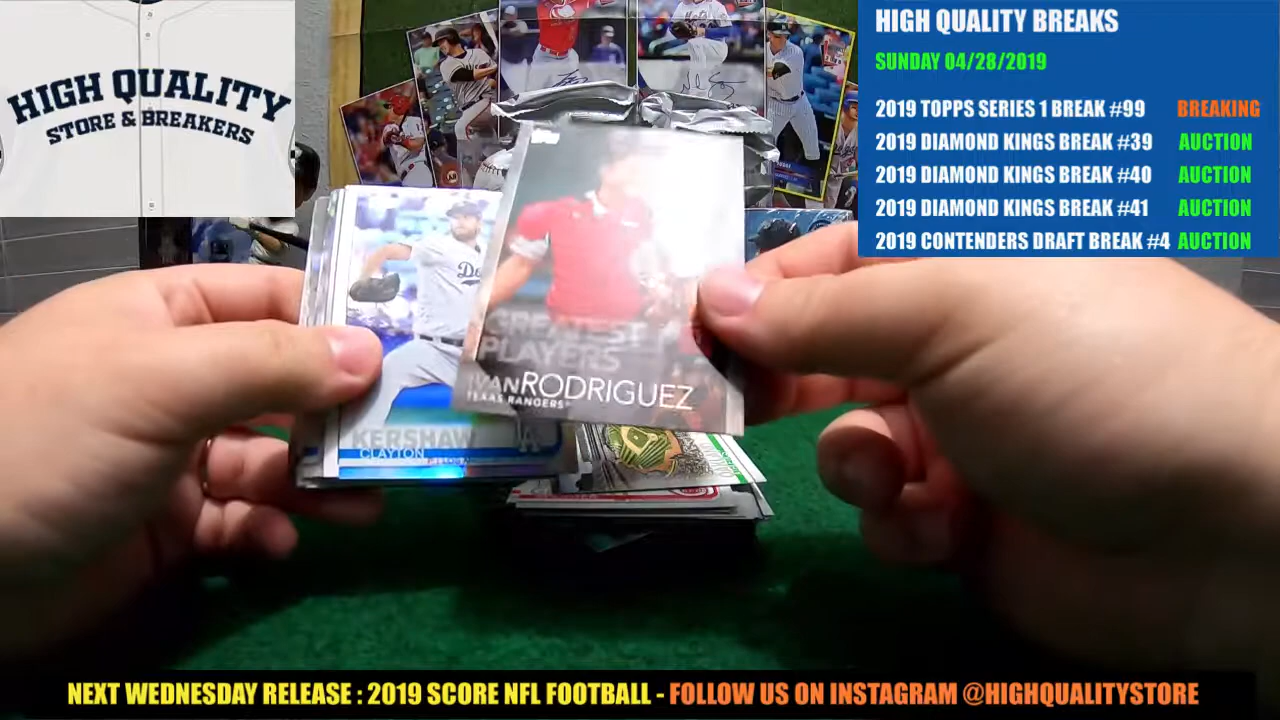 HIGH QUALITY
STORE & BREAKERS
HIGH QUALITY BREAKS
SUNDAY 04/28/2019
2019 TOPPS SERIES 1 BREAK #99 BREAKING
2019 DIAMOND KINGS BREAK #39 AUCTION
2019 DIAMOND KINGS BREAK #40 AUCTION
2019 DIAMOND KINGS BREAK #41 AUCTION
2019 CONTENDERS DRAFT BREAK #4 AUCTION
GREATEST
PLAYERS
IVAN RODRIGUEZ
TEXAS RANGERS
KERSHAW
CLAYTON
NEXT WEDNESDAY RELEASE : 2019 SCORE NFL FOOTBALL - FOLLOW US ON INSTAGRAM @HIGHQUALITYSTORE